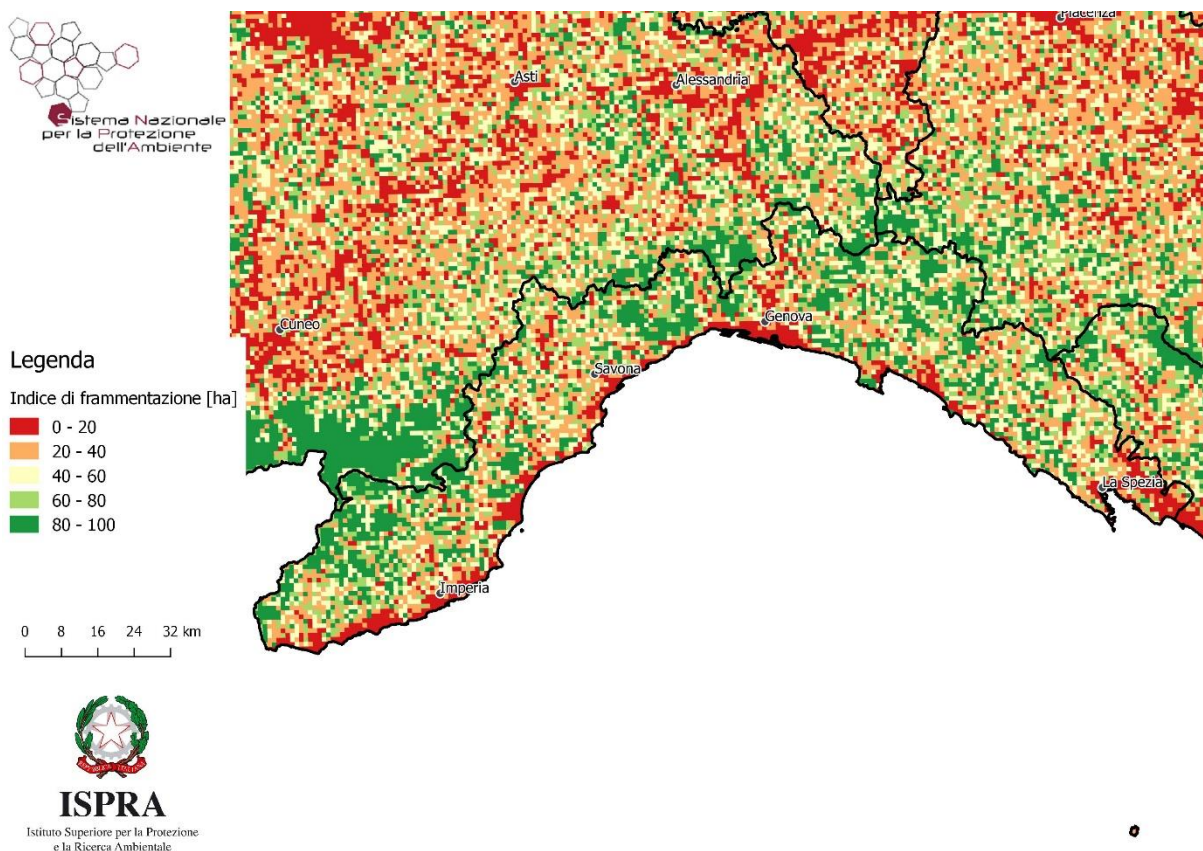 Sistema Nazionale
per la Protezione
dell'Ambiente
Piacenza
Asti
Alessandria
Cuneo
Genova
Savona
La Spezia
Imperia
Legenda
Indice di frammentazione [ha]
0 - 20
20 - 40
40 - 60
60 - 80
80 - 100
0 8 16 24 32 km
ISPRA
Istituto Superiore per la Protezione
e la Ricerca Ambientale